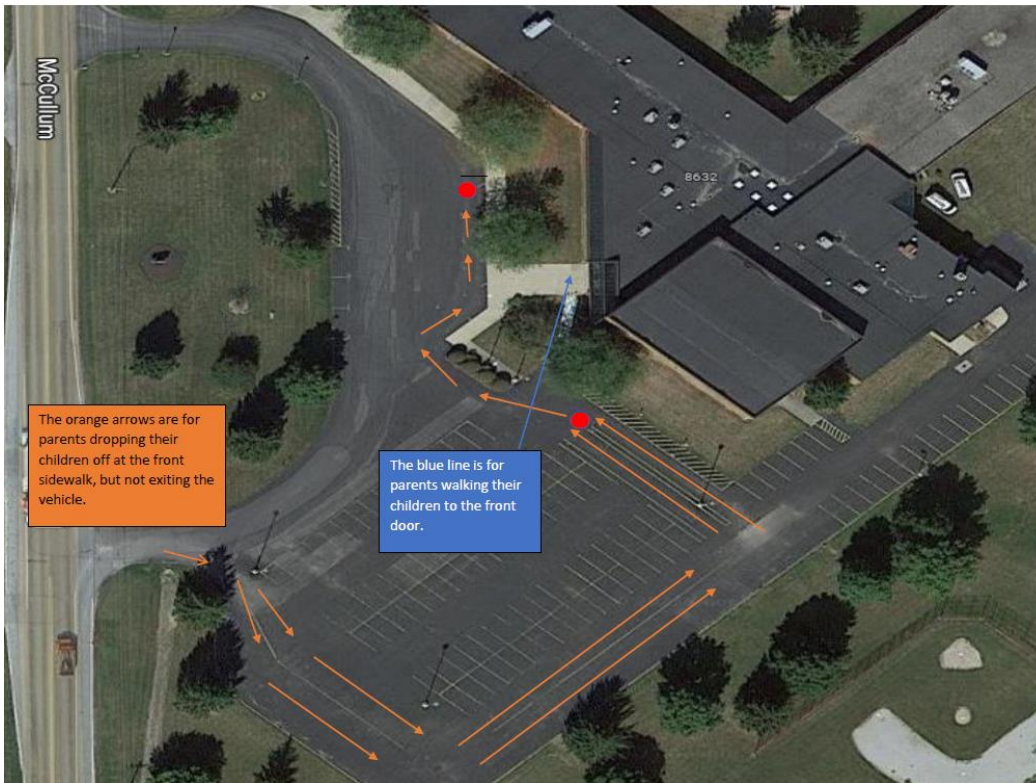 McCullum
8632
The orange arrows are for
parents dropping their
children off at the front
sidewalk, but not exiting the
vehicle.
The blue line is for
parents walking their
children to the front
door.